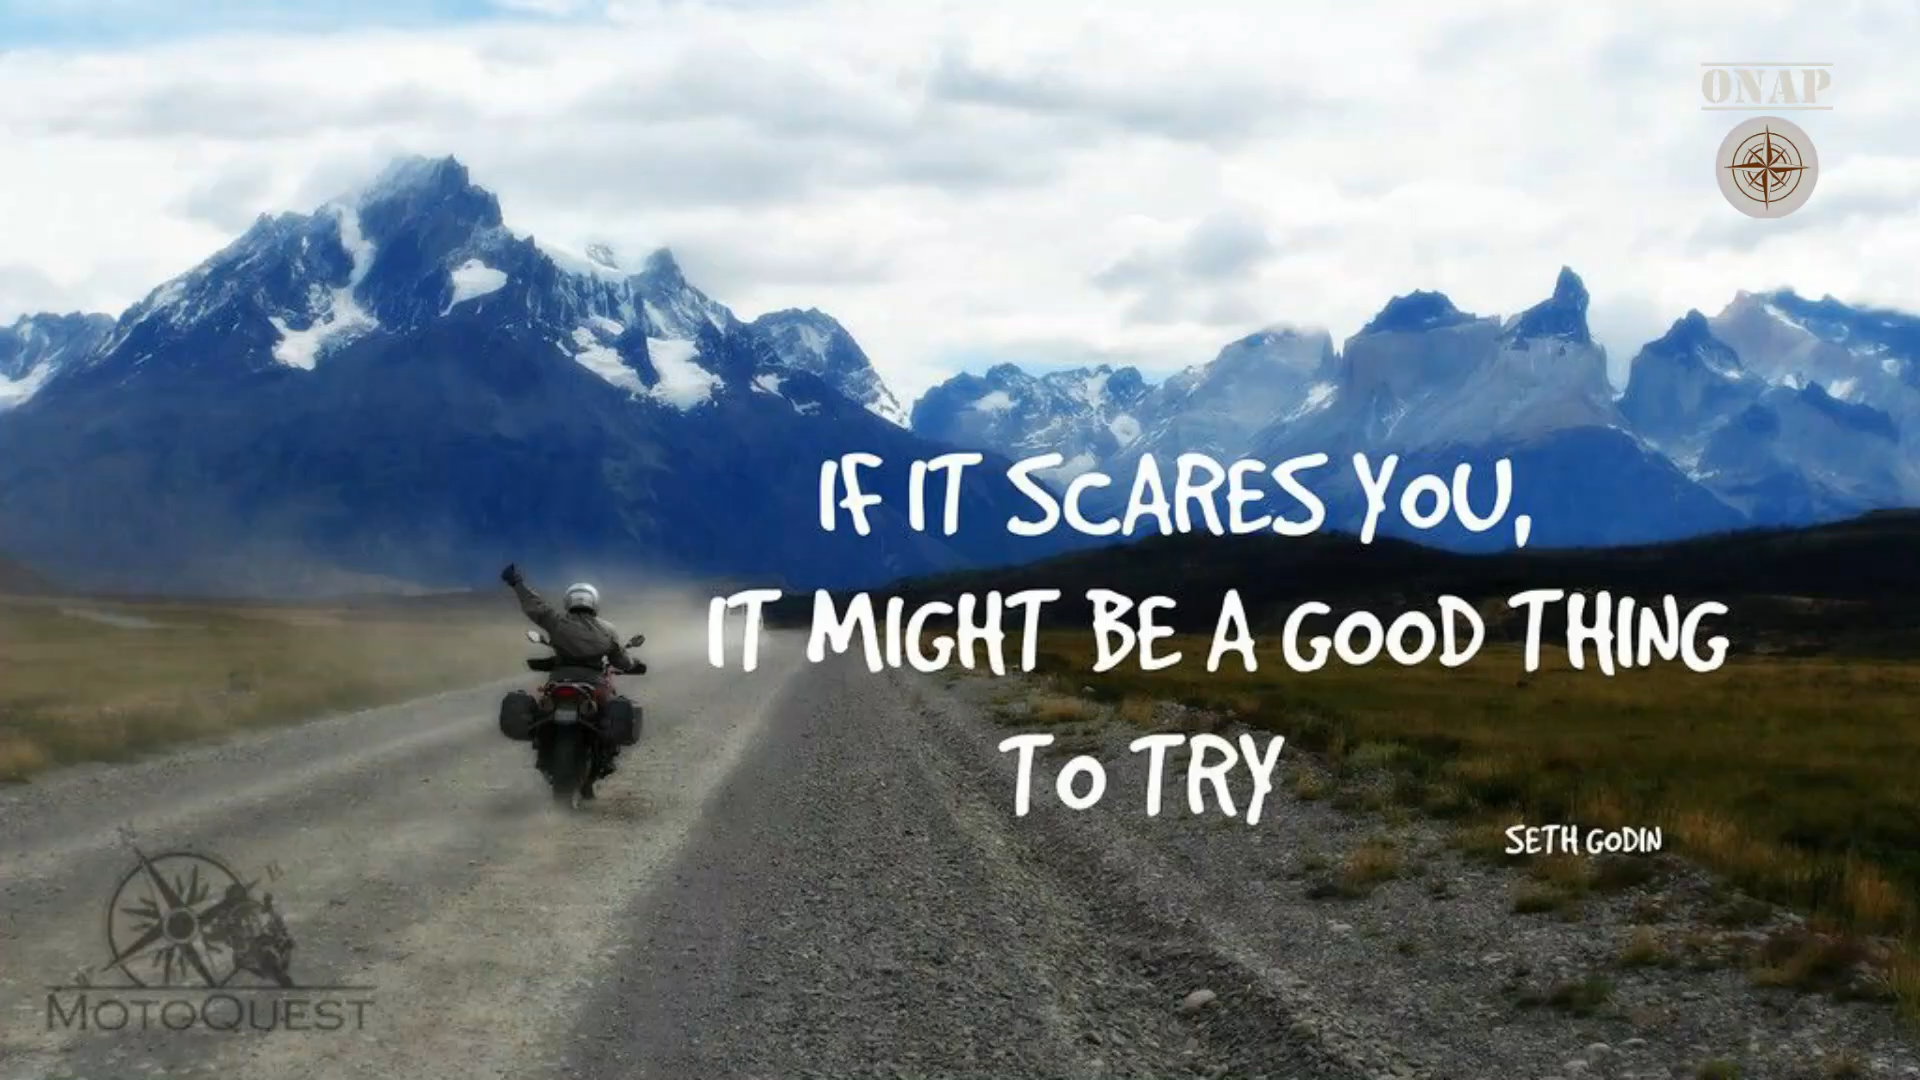 ONAP
IF IT SCARES YOU,
IT MIGHT BE A GOOD THING
TO TRY
SETH GODIN
MOTOQUEST